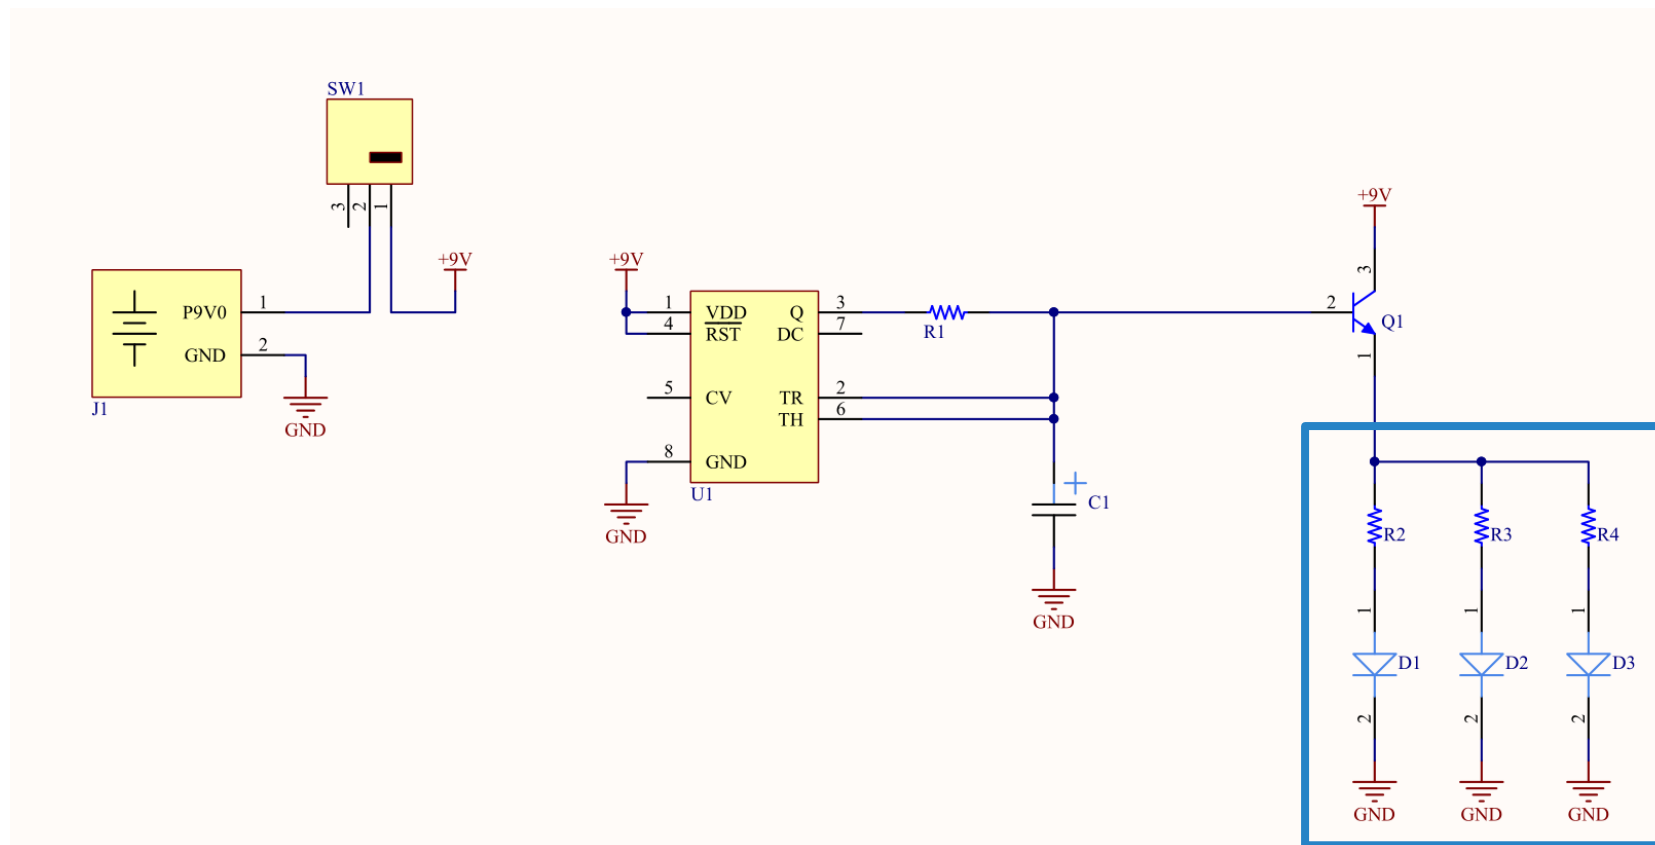 SW1
3
2
1
+9V
P9V0
1
GND
2
J1
GND
+9V
1
VDD
4
RST
5
CV
8
GND
Q
3
DC
7
TR
2
TH
6
U1
GND
R1
+
C1
GND
+9V
3
2
Q1
1
R2
R3
R4
1
1
1
D1
D2
D3
2
2
2
GND
GND
GND